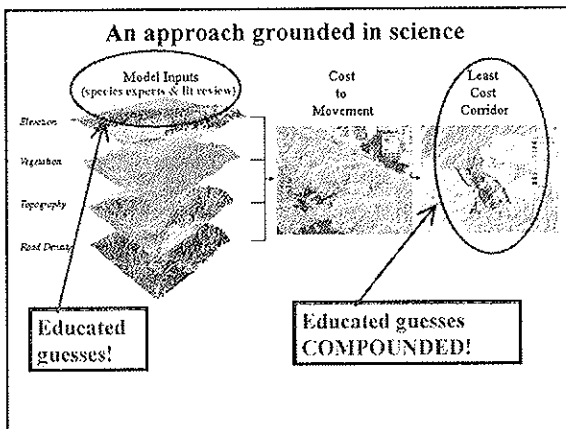 An approach grounded in science
Model Inputs
(species experts & lit review)
Cost
to
Movement
Least
Cost
Corridor
Elevation
Vegetation
Topography
Road Density
Educated
guesses!
Educated guesses
COMPOUNDED!